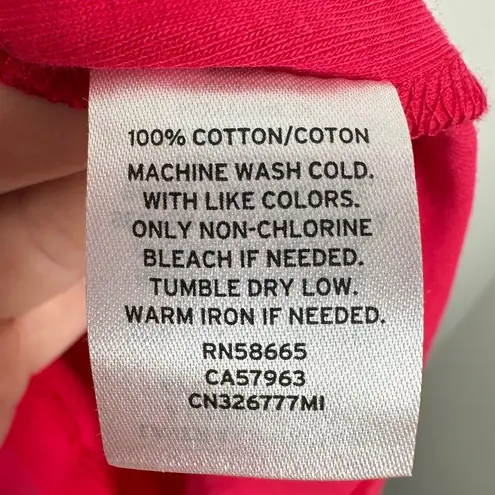 100% COTTON/COTON
MACHINE WASH COLD.
WITH LIKE COLORS.
ONLY NON-CHLORINE
BLEACH IF NEEDED.
TUMBLE DRY LOW.
WARM IRON IF NEEDED.
RN58665
CA57963
CN326777MI